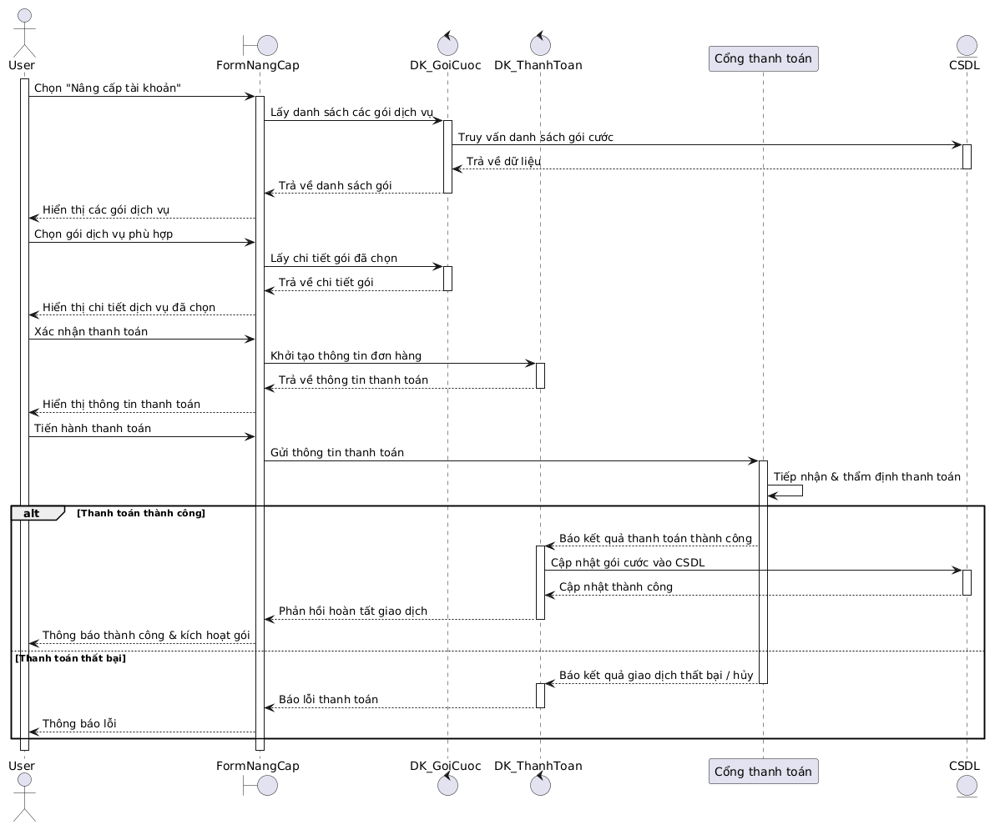 User
FormNangCap
DK_GoiCuoc
DK_ThanhToan
Cổng thanh toán
CSDL
Chọn "Nâng cấp tài khoản"
Lấy danh sách các gói dịch vụ
Truy vấn danh sách gói cước
Trả về dữ liệu
Trả về danh sách gói
Hiển thị các gói dịch vụ
Chọn gói dịch vụ phù hợp
Lấy chi tiết gói đã chọn
Trả về chi tiết gói
Hiển thị chi tiết dịch vụ đã chọn
Xác nhận thanh toán
Khởi tạo thông tin đơn hàng
Trả về thông tin thanh toán
Hiển thị thông tin thanh toán
Tiến hành thanh toán
Gửi thông tin thanh toán
Tiếp nhận & thẩm định thanh toán
alt [Thanh toán thành công]
Báo kết quả thanh toán thành công
Cập nhật gói cước vào CSDL
Cập nhật thành công
Phản hồi hoàn tất giao dịch
Thông báo thành công & kích hoạt gói
[Thanh toán thất bại]
Báo kết quả giao dịch thất bại / hủy
Báo lỗi thanh toán
Thông báo lỗi
User
FormNangCap
DK_GoiCuoc
DK_ThanhToan
Cổng thanh toán
CSDL